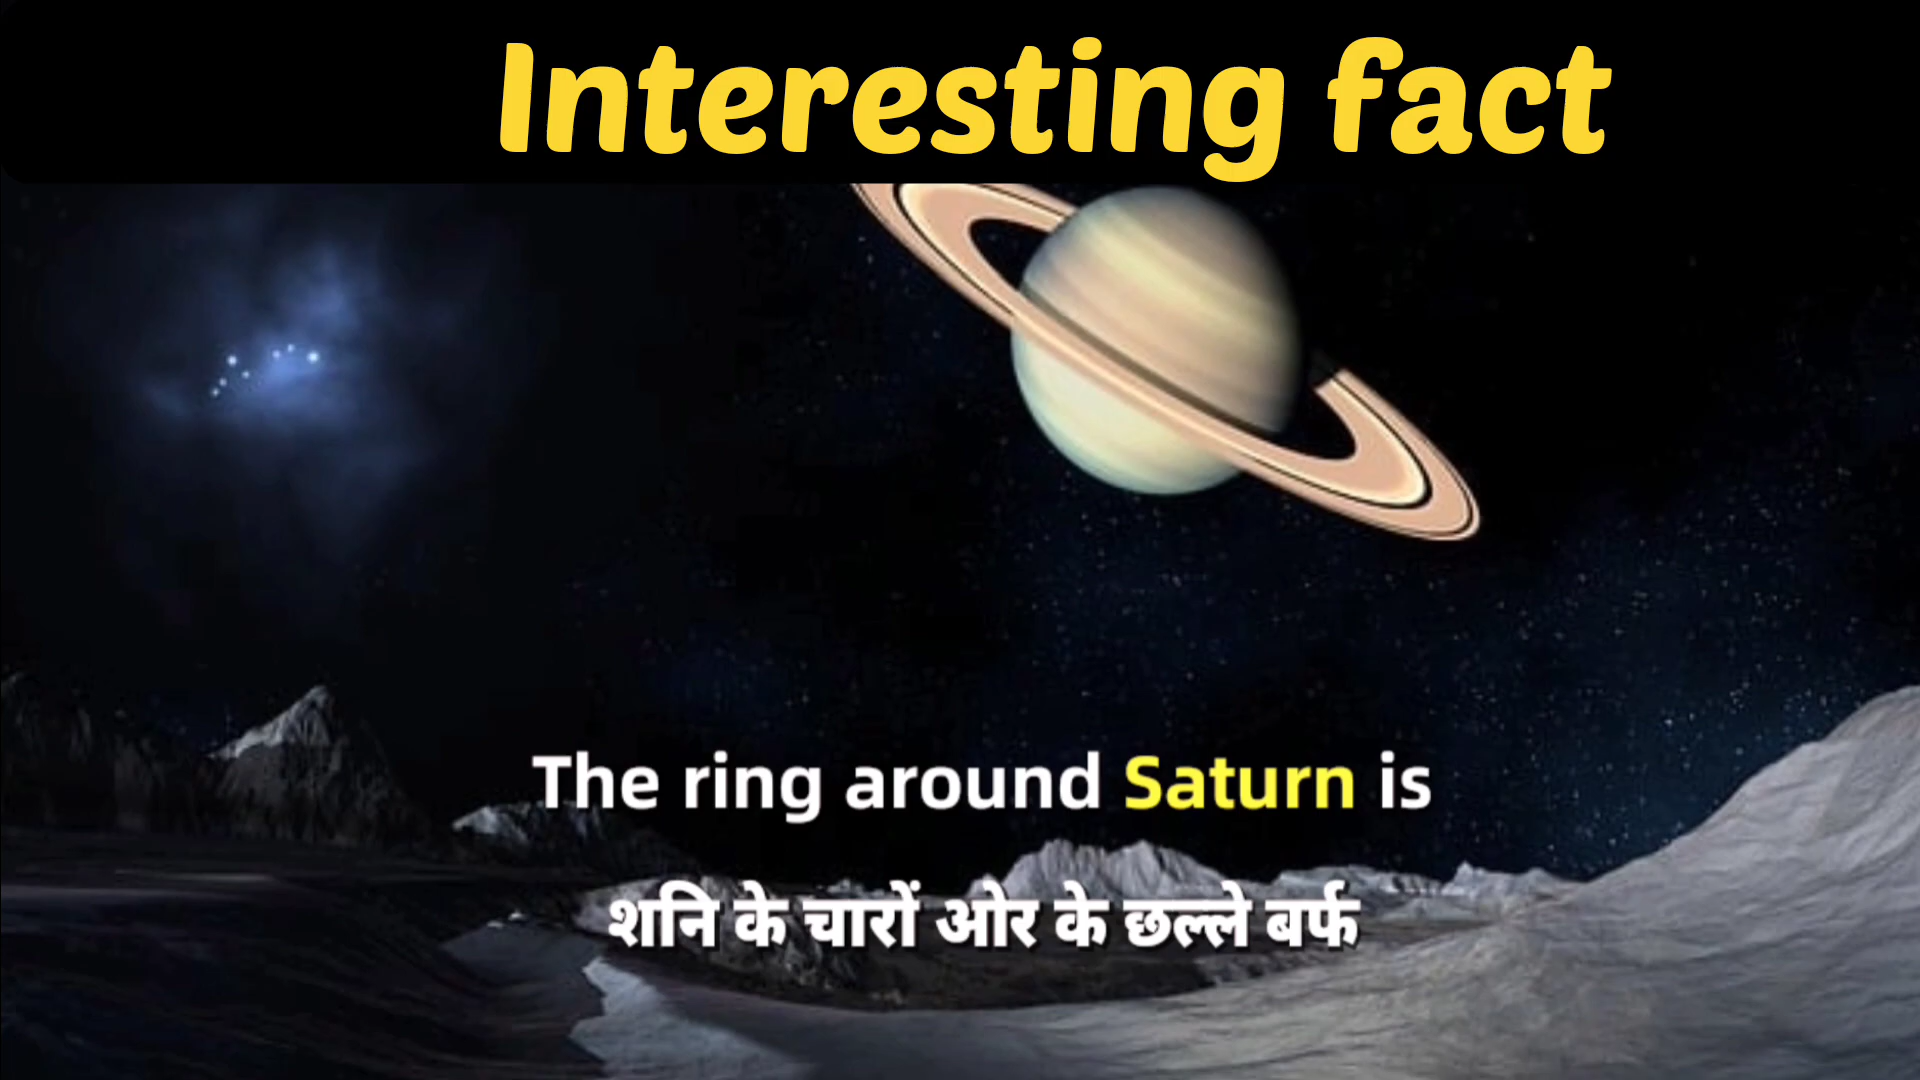 Interesting fact
The ring around Saturn is
शनि के चारों ओर के छल्ले बर्फ